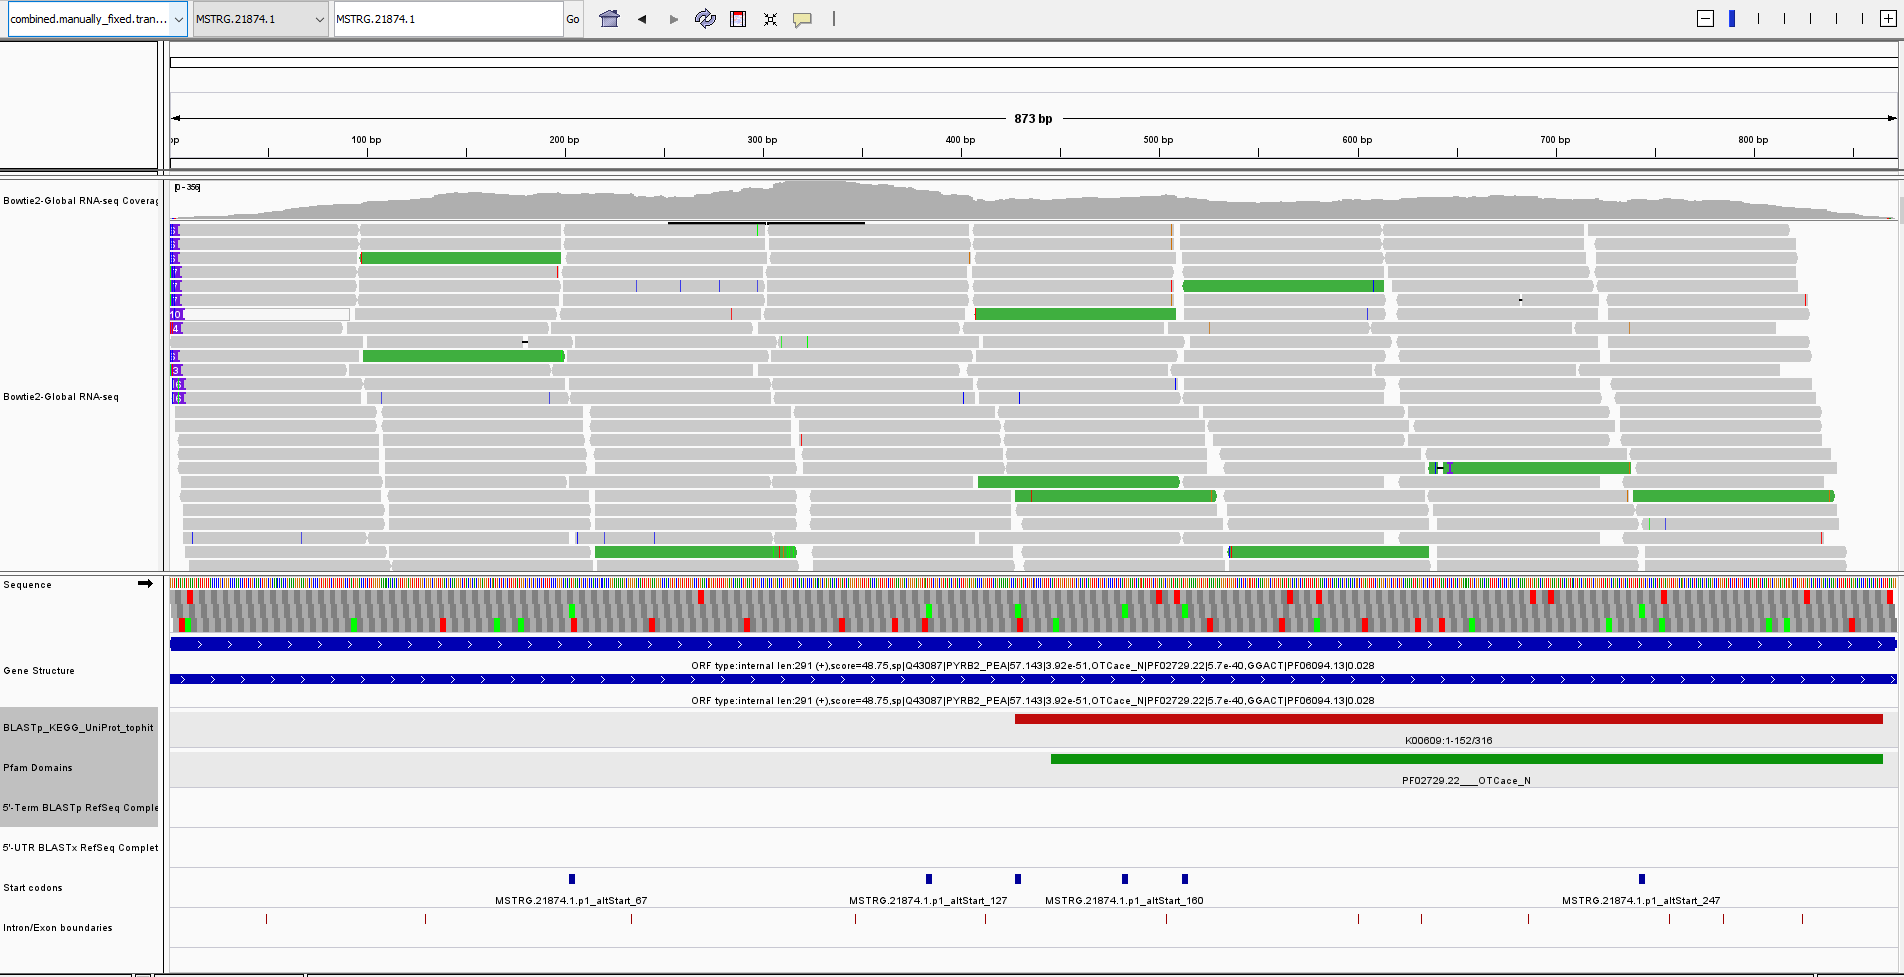 combined.manually_fixed.tran... MSTRG.21874.1 MSTRG.21874.1 Go
873 bp
100 bp 200 bp 300 bp 400 bp 500 bp 600 bp 700 bp 800 bp
[0 - 356]
Bowtie2-Global RNA-seq Coverag
10
4
3
6
6
Bowtie2-Global RNA-seq
Sequence
ORF type:internal len:291 (+),score=48.75,sp|Q43087|PYRB2_PEA|57.143|3.92e-51,OTCace_N|PF02729.22|5.7e-40,GGACT|PF06094.13|0.028
Gene Structure
ORF type:internal len:291 (+),score=48.75,sp|Q43087|PYRB2_PEA|57.143|3.92e-51,OTCace_N|PF02729.22|5.7e-40,GGACT|PF06094.13|0.028
BLASTp_KEGG_UniProt_tophit
K00609:1-152/316
Pfam Domains
PF02729.22___OTCace_N
5'-Term BLASTp RefSeq Comple
5'-UTR BLASTx RefSeq Complet
Start codons
MSTRG.21874.1.p1_altStart_67 MSTRG.21874.1.p1_altStart_127 MSTRG.21874.1.p1_altStart_160 MSTRG.21874.1.p1_altStart_247
Intron/Exon boundaries